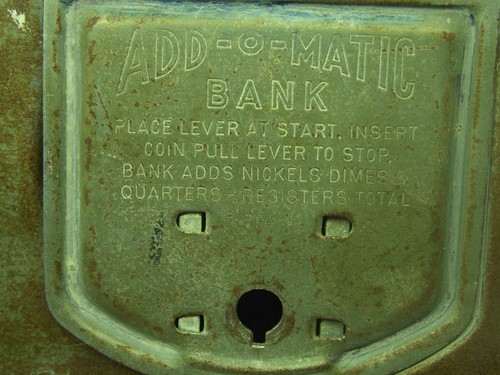 ADD-O-MATIC
BANK
PLACE LEVER AT START. INSERT
COIN PULL LEVER TO STOP.
BANK ADDS NICKELS DIMES
QUARTERS - REGISTERS TOTAL